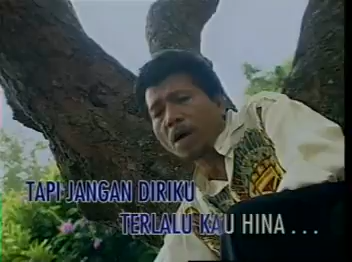 TAPI JANGAN DIRIKU
TERLALU KAU HINA . . .